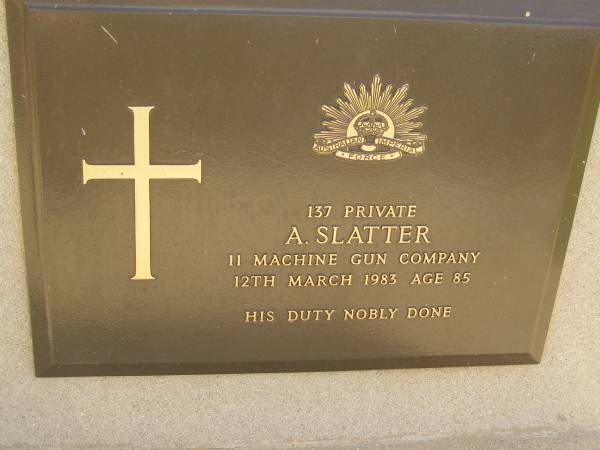 AUSTRALIAN IMPERIAL
FORCE
137 PRIVATE
A. SLATTER
11 MACHINE GUN COMPANY
12TH MARCH 1983 AGE 85
HIS DUTY NOBLY DONE